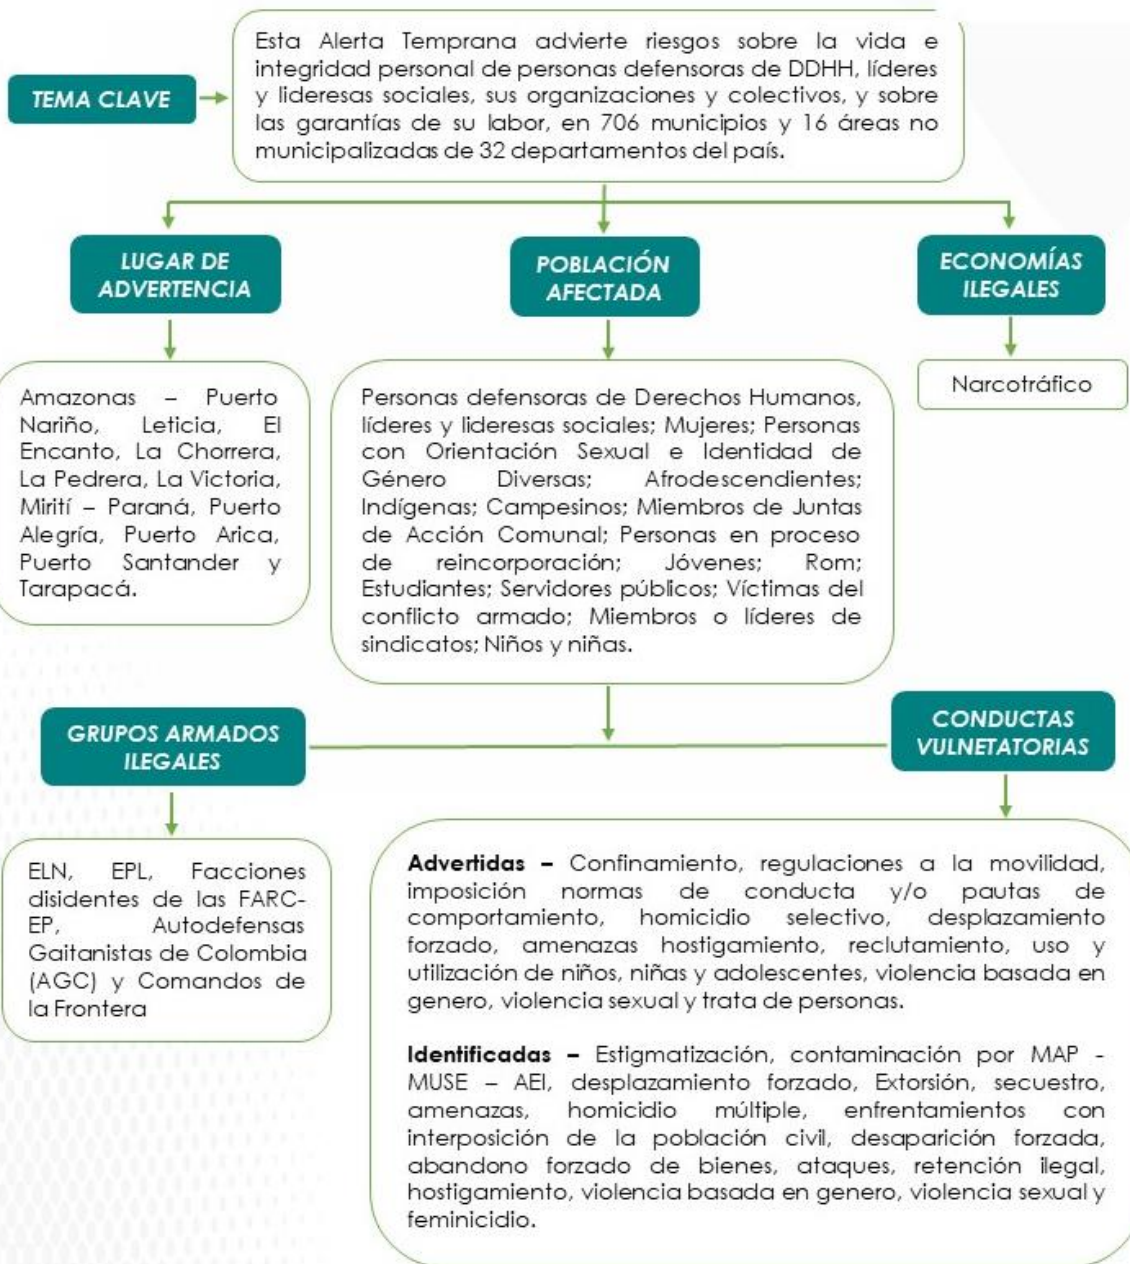 TEMA CLAVE
Esta Alerta Temprana advierte riesgos sobre la vida e
integridad personal de personas defensoras de DDHH, líderes
y lideresas sociales, sus organizaciones y colectivos, y sobre
las garantías de su labor, en 706 municipios y 16 áreas no
municipalizadas de 32 departamentos del país.
LUGAR DE
ADVERTENCIA
Amazonas – Puerto
Nariño, Leticia, El
Encanto, La Chorrera,
La Pedrera, La Victoria,
Mirití – Paraná, Puerto
Alegría, Puerto Arica,
Puerto Santander y
Tarapacá.
POBLACIÓN
AFECTADA
Personas defensoras de Derechos Humanos,
líderes y lideresas sociales; Mujeres; Personas
con Orientación Sexual e Identidad de
Género Diversas; Afrodescendientes;
Indígenas; Campesinos; Miembros de Juntas
de Acción Comunal; Personas en proceso
de reincorporación; Jóvenes; Rom;
Estudiantes; Servidores públicos; Víctimas del
conflicto armado; Miembros o líderes de
sindicatos; Niños y niñas.
ECONOMÍAS
ILEGALES
Narcotráfico
GRUPOS ARMADOS
ILEGALES
ELN, EPL, Facciones
disidentes de las FARC-
EP, Autodefensas
Gaitanistas de Colombia
(AGC) y Comandos de
la Frontera
CONDUCTAS
VULNETATORIAS
Advertidas – Confinamiento, regulaciones a la movilidad,
imposición normas de conducta y/o pautas de
comportamiento, homicidio selectivo, desplazamiento
forzado, amenazas hostigamiento, reclutamiento, uso y
utilización de niños, niñas y adolescentes, violencia basada en
genero, violencia sexual y trata de personas.
Identificadas – Estigmatización, contaminación por MAP -
MUSE – AEI, desplazamiento forzado, Extorsión, secuestro,
amenazas, homicidio múltiple, enfrentamientos con
interposición de la población civil, desaparición forzada,
abandono forzado de bienes, ataques, retención ilegal,
hostigamiento, violencia basada en genero, violencia sexual y
feminicidio.